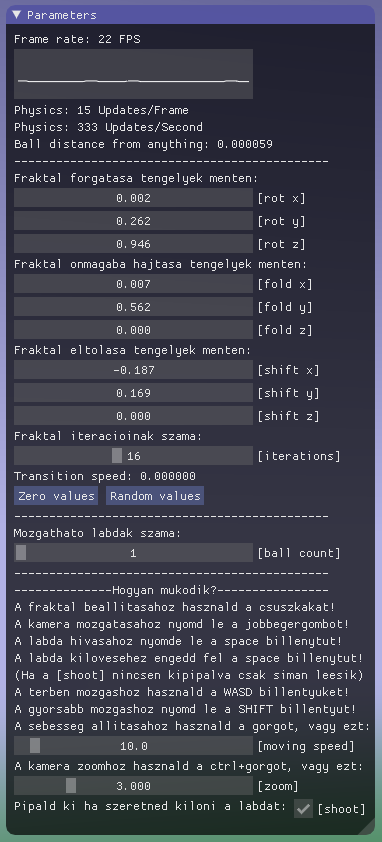 Parameters
Frame rate: 22 FPS
Physics: 15 Updates/Frame
Physics: 333 Updates/Second
Ball distance from anything: 0.000059
---------------------------------------------
Fraktal forgatasa tengelyek menten:
0.002 [rot x]
0.262 [rot y]
0.946 [rot z]
Fraktal onmagaba hajtasa tengelyek menten:
0.007 [fold x]
0.562 [fold y]
0.000 [fold z]
Fraktal eltolasa tengelyek menten:
-0.187 [shift x]
0.169 [shift y]
0.000 [shift z]
Fraktal iteracioinak szama:
16 [iterations]
Transition speed: 0.000000
Zero values Random values
---------------------------------------------
Mozgathato labdak szama:
1 [ball count]
---------------------------------------------
--------------Hogyan mukodik?----------------
A fraktal beallitasahoz hasznald a csuszkakat!
A kamera mozgatasahoz nyomd le a jobbegergombot!
A labda hivasahoz nyomde le a space billenytut!
A labda kilovesehez engedd fel a space billenytut!
(Ha a [shoot] nincsen kipipalva csak siman leesik)
A terben mozgashoz hasznald a WASD billentyuket!
A gyorsabb mozgashoz nyomd le a SHIFT billentyut!
A sebesseg allitasahoz hasznald a gorgot, vagy ezt:
10.0 [moving speed]
A kamera zoomhoz hasznald a ctrl+gorgot, vagy ezt:
3.000 [zoom]
Pipald ki ha szeretned kiloni a labdat: [shoot]